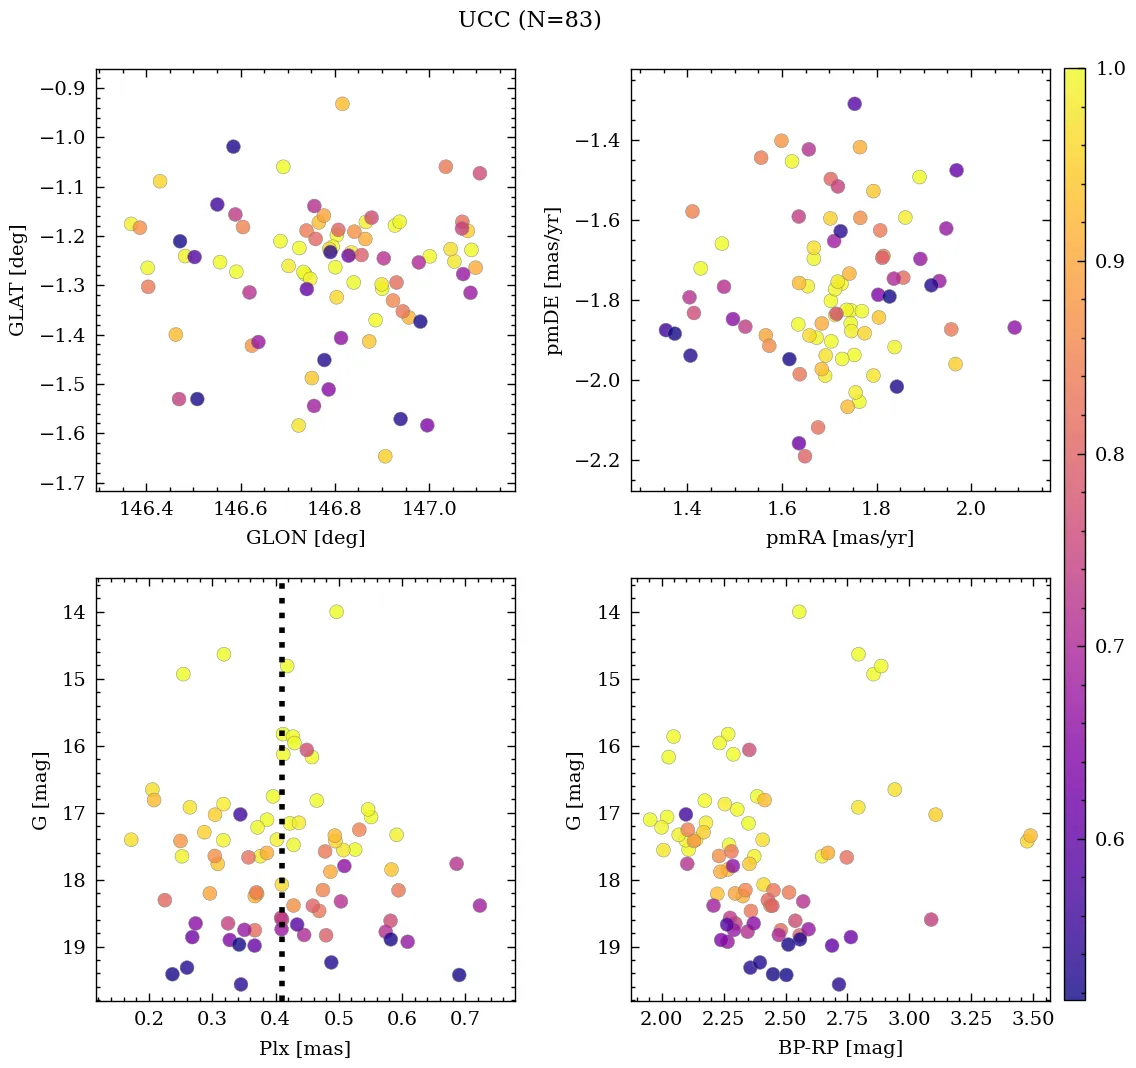 UCC (N=83)
−0.9
−1.0
−1.1
−1.2
−1.3
−1.4
−1.5
−1.6
−1.7
GLAT [deg]
146.4 146.6 146.8 147.0
GLON [deg]
−1.4
−1.6
−1.8
−2.0
−2.2
pmDE [mas/yr]
1.4 1.6 1.8 2.0
pmRA [mas/yr]
14
15
16
17
18
19
G [mag]
0.2 0.3 0.4 0.5 0.6 0.7
Plx [mas]
14
15
16
17
18
19
G [mag]
2.00 2.25 2.50 2.75 3.00 3.25 3.50
BP-RP [mag]
1.0
0.9
0.8
0.7
0.6